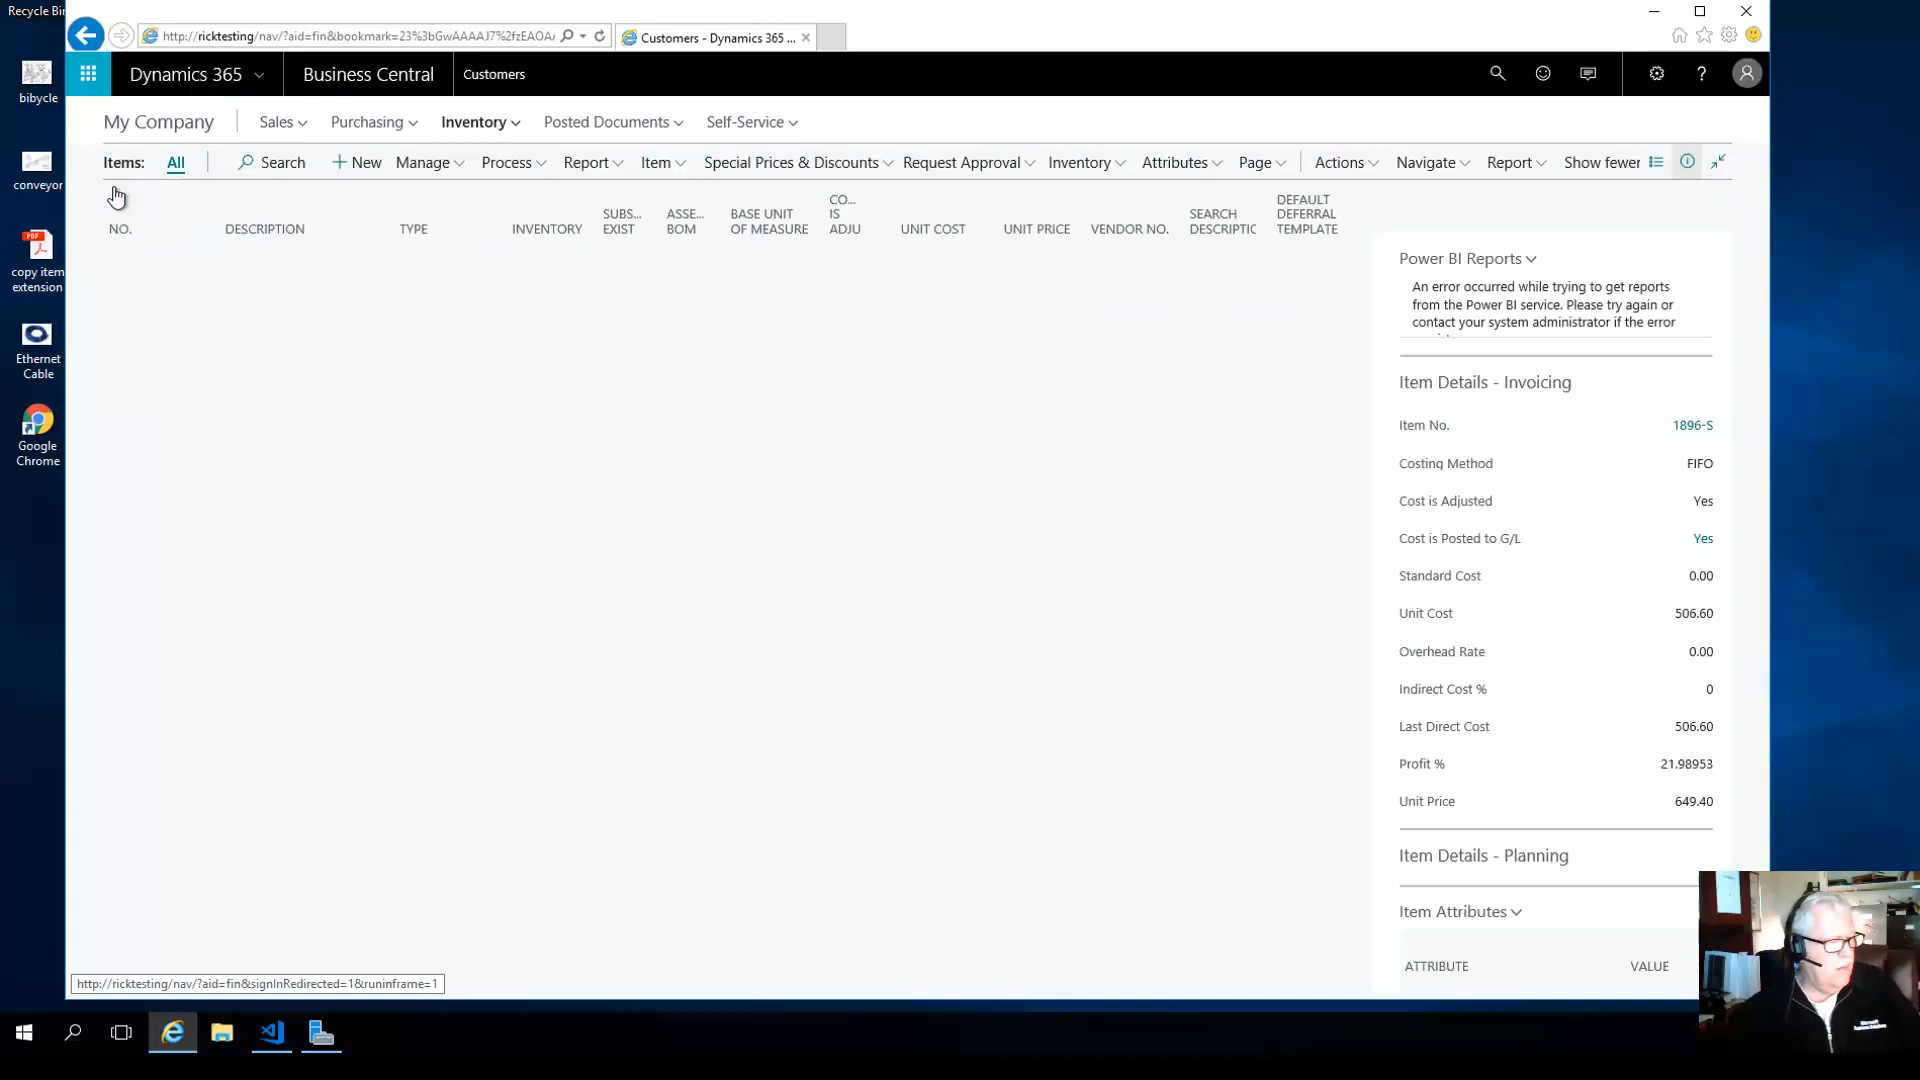 Recycle Bin
http://ricktesting/nav/?aid=fin&bookmark=23%3bGwAAAAJ7%2fzEAOA
Customers - Dynamics 365 ...
Dynamics 365
Business Central
Customers
My Company
Sales
Purchasing
Inventory
Posted Documents
Self-Service
Items:
All
Search
New
Manage
Process
Report
Item
Special Prices & Discounts
Request Approval
Inventory
Attributes
Page
Actions
Navigate
Report
Show fewer
NO.
DESCRIPTION
TYPE
INVENTORY
SUBS...
EXIST
ASSE...
BOM
BASE UNIT
OF MEASURE
CO...
IS
ADJU
UNIT COST
UNIT PRICE
VENDOR NO.
SEARCH
DESCRIPTIC
DEFAULT
DEFERRAL
TEMPLATE
bibycle
conveyor
PDF
copy item
extension
Ethernet
Cable
Google
Chrome
Power BI Reports
An error occurred while trying to get reports
from the Power BI service. Please try again or
contact your system administrator if the error
Item Details - Invoicing
Item No. 1896-S
Costing Method FIFO
Cost is Adjusted Yes
Cost is Posted to G/L Yes
Standard Cost 0.00
Unit Cost 506.60
Overhead Rate 0.00
Indirect Cost % 0
Last Direct Cost 506.60
Profit % 21.98953
Unit Price 649.40
Item Details - Planning
Item Attributes
ATTRIBUTE VALUE
http://ricktesting/nav/?aid=fin&signInRedirected=1&runinframe=1